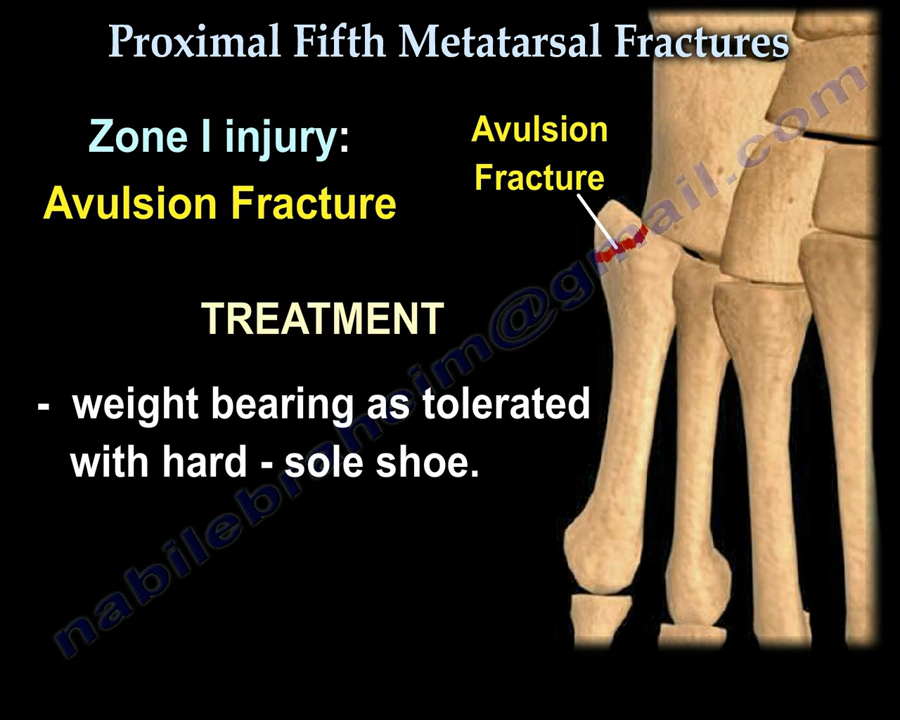 Proximal Fifth Metatarsal Fractures
Zone I injury:
Avulsion Fracture
Avulsion
Fracture
TREATMENT
- weight bearing as tolerated
with hard - sole shoe.
nabilebraheim@gmail.com